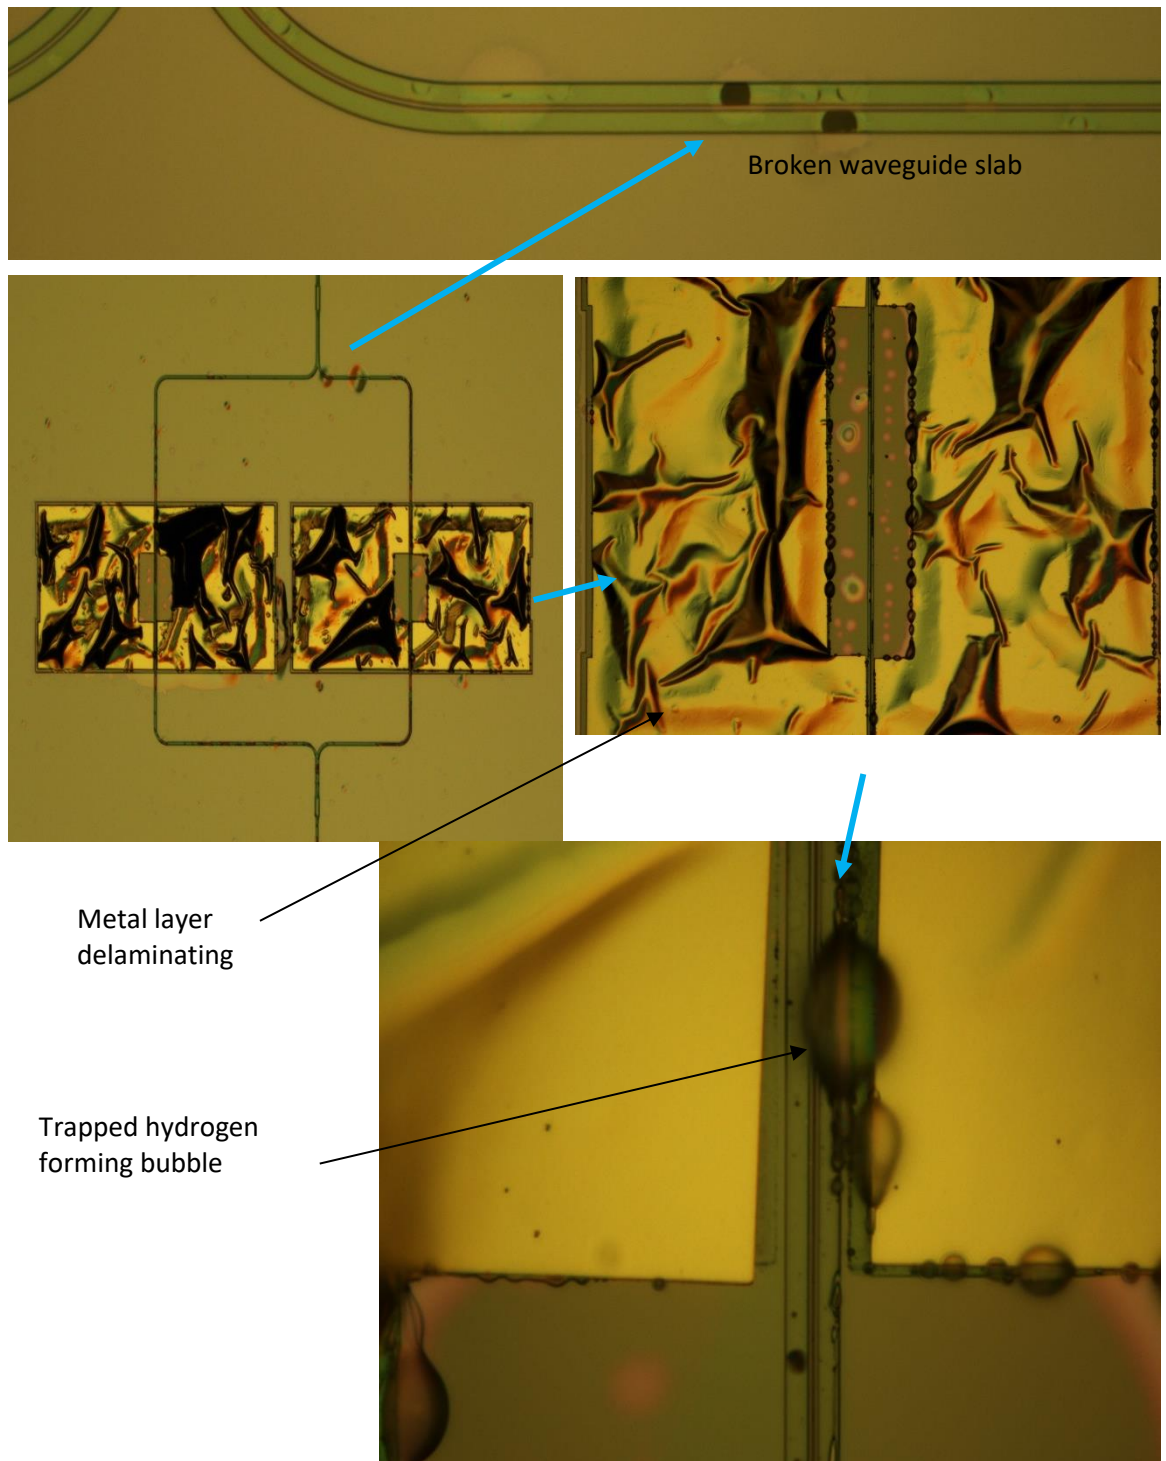 Broken waveguide slab
Metal layer
delaminating
Trapped hydrogen
forming bubble